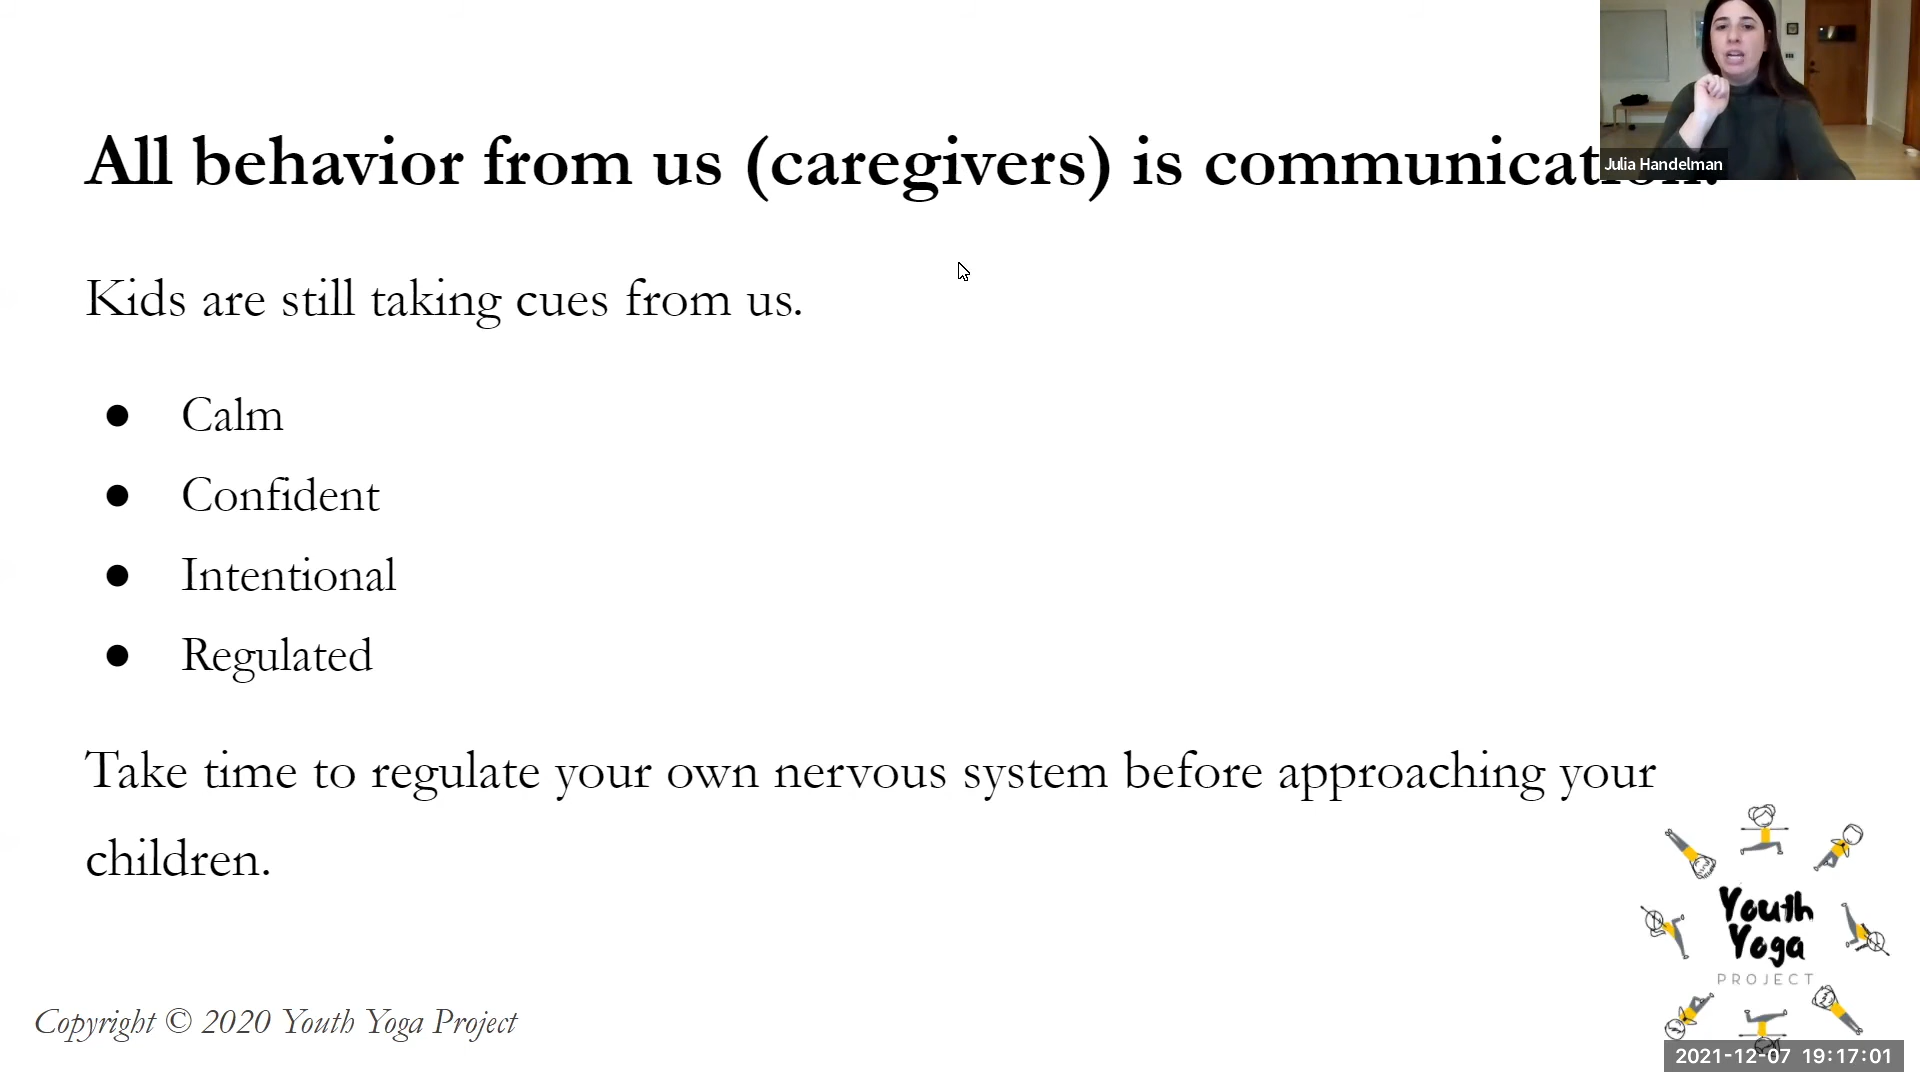 All behavior from us (caregivers) is communicat
Julia Handelman
Kids are still taking cues from us.
● Calm
● Confident
● Intentional
● Regulated
Take time to regulate your own nervous system before approaching your
children.
Youth
Yoga
PROJECT
Copyright © 2020 Youth Yoga Project
2021-12-07 19:17:01